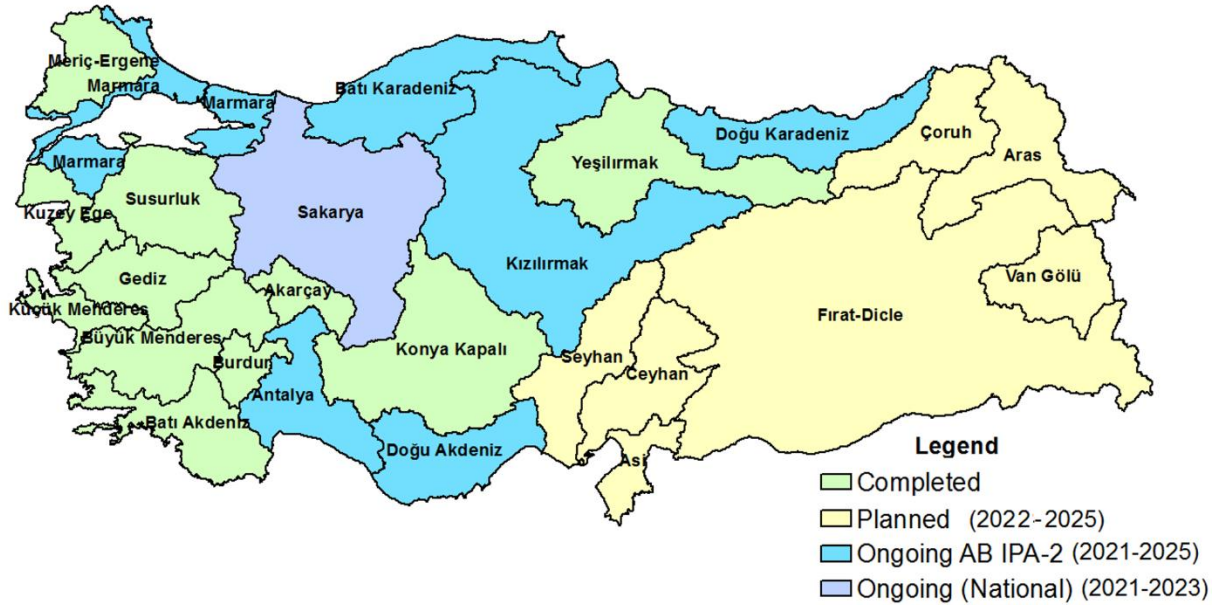 Meriç-Ergene
Marmara
Marmara
Batı Karadeniz
Doğu Karadeniz
Çoruh
Aras
Marmara
Yeşilırmak
Susurluk
Kuzey Ege
Sakarya
Kızılırmak
Gediz
Akarçay
Van Gölü
Küçük Menderes
Fırat-Dicle
Büyük Menderes
Burdur
Konya Kapalı
Seyhan
Ceyhan
Antalya
Batı Akdeniz
Doğu Akdeniz
Asi
Legend
Completed
Planned (2022-2025)
Ongoing AB IPA-2 (2021-2025)
Ongoing (National) (2021-2023)